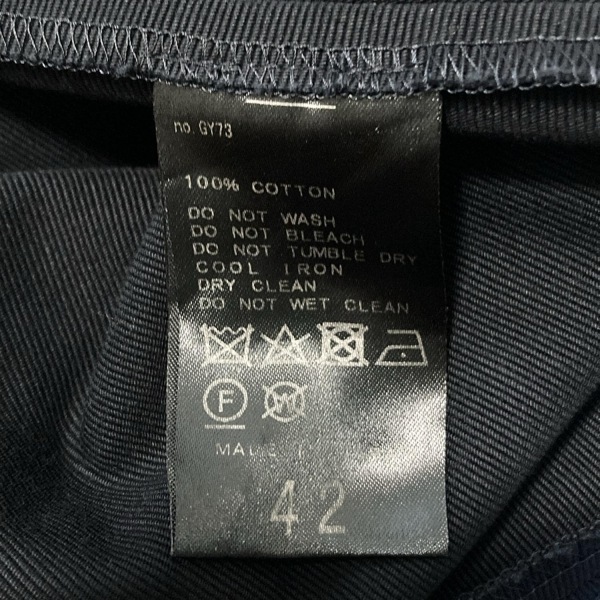 no. GY73
100% COTTON
DO NOT WASH
DO NOT BLEACH
DO NOT TUMBLE DRY
COOL IRON
DRY CLEAN
DO NOT WET CLEAN
F W
MADE
42